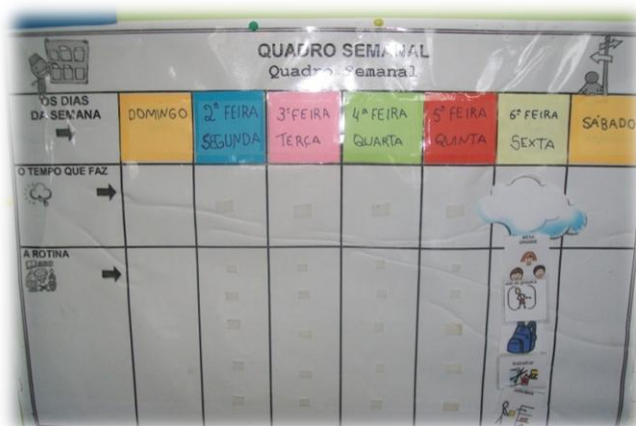 QUADRO SEMANAL
Quadro Semanal
OS DIAS
DA SEMANA
DOMINGO
2ª FEIRA
SEGUNDA
3ª FEIRA
TERÇA
4ª FEIRA
QUARTA
5ª FEIRA
QUINTA
6ª FEIRA
SEXTA
SÁBADO
O TEMPO QUE FAZ
A ROTINA